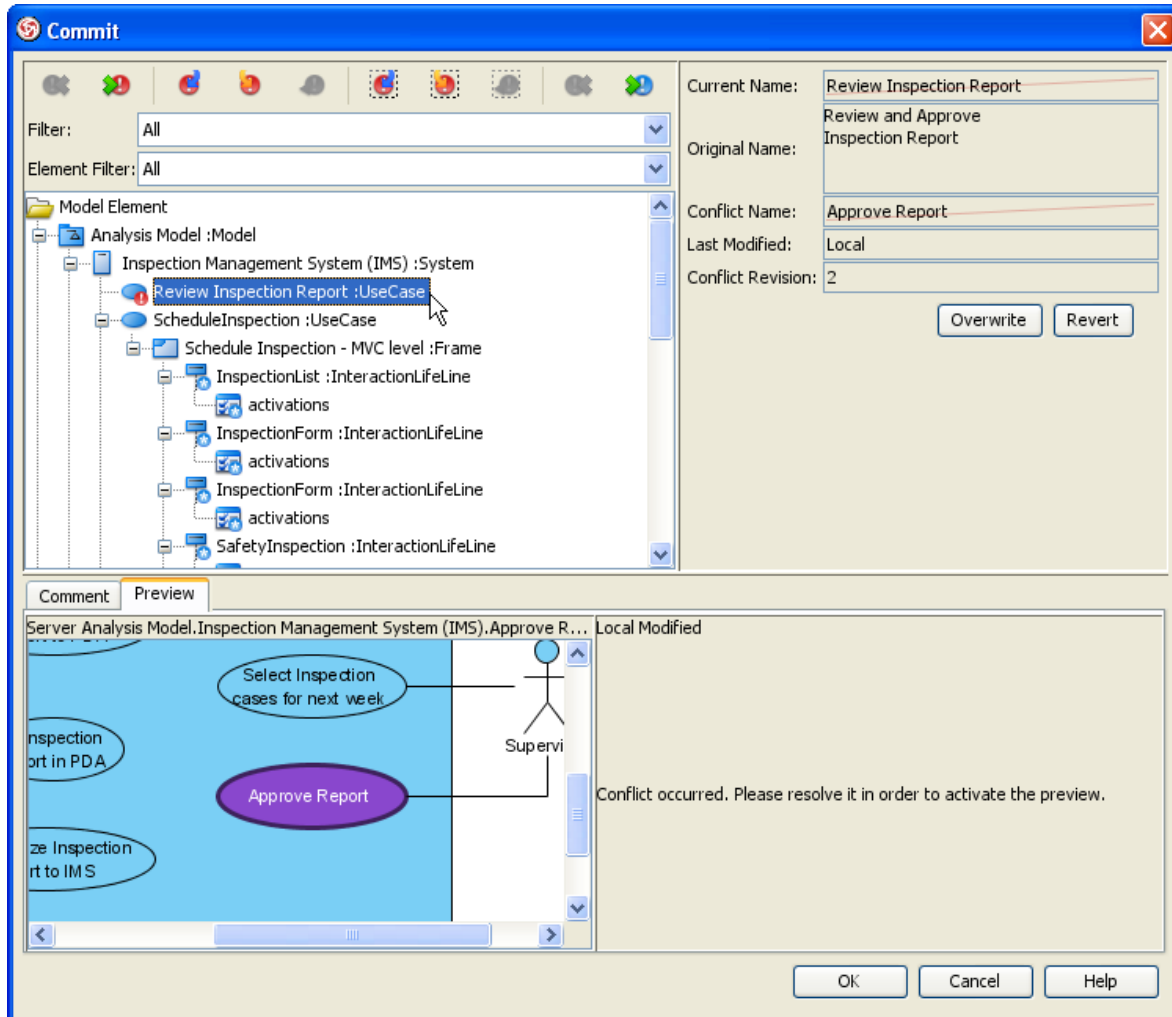 Commit
Filter:
All
Element Filter:
All
Model Element
Analysis Model :Model
Inspection Management System (IMS) :System
Review Inspection Report :UseCase
ScheduleInspection :UseCase
Schedule Inspection - MVC level :Frame
InspectionList :InteractionLifeLine
activations
InspectionForm :InteractionLifeLine
activations
InspectionForm :InteractionLifeLine
activations
SafetyInspection :InteractionLifeLine
Current Name:
Review Inspection Report
Original Name:
Review and Approve
Inspection Report
Conflict Name:
Approve Report
Last Modified:
Local
Conflict Revision:
2
Overwrite
Revert
Comment
Preview
Server Analysis Model.Inspection Management System (IMS).Approve R...
Select Inspection
cases for next week
nspection
ort in PDA
Supervi
Approve Report
ze Inspection
rt to IMS
Local Modified
Conflict occurred. Please resolve it in order to activate the preview.
OK
Cancel
Help